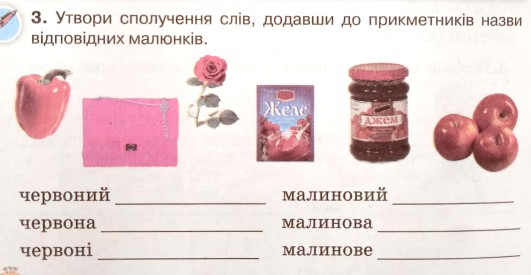 3. Утвори сполучення слів, додавши до прикметників назви
відповідних малюнків.
Желе
ДЖЕМ
червоний
малиновий
червона
малинова
червоні
малинове